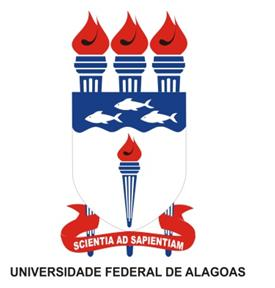 SCIENTIA AD SAPIENTIAM
UNIVERSIDADE FEDERAL DE ALAGOAS